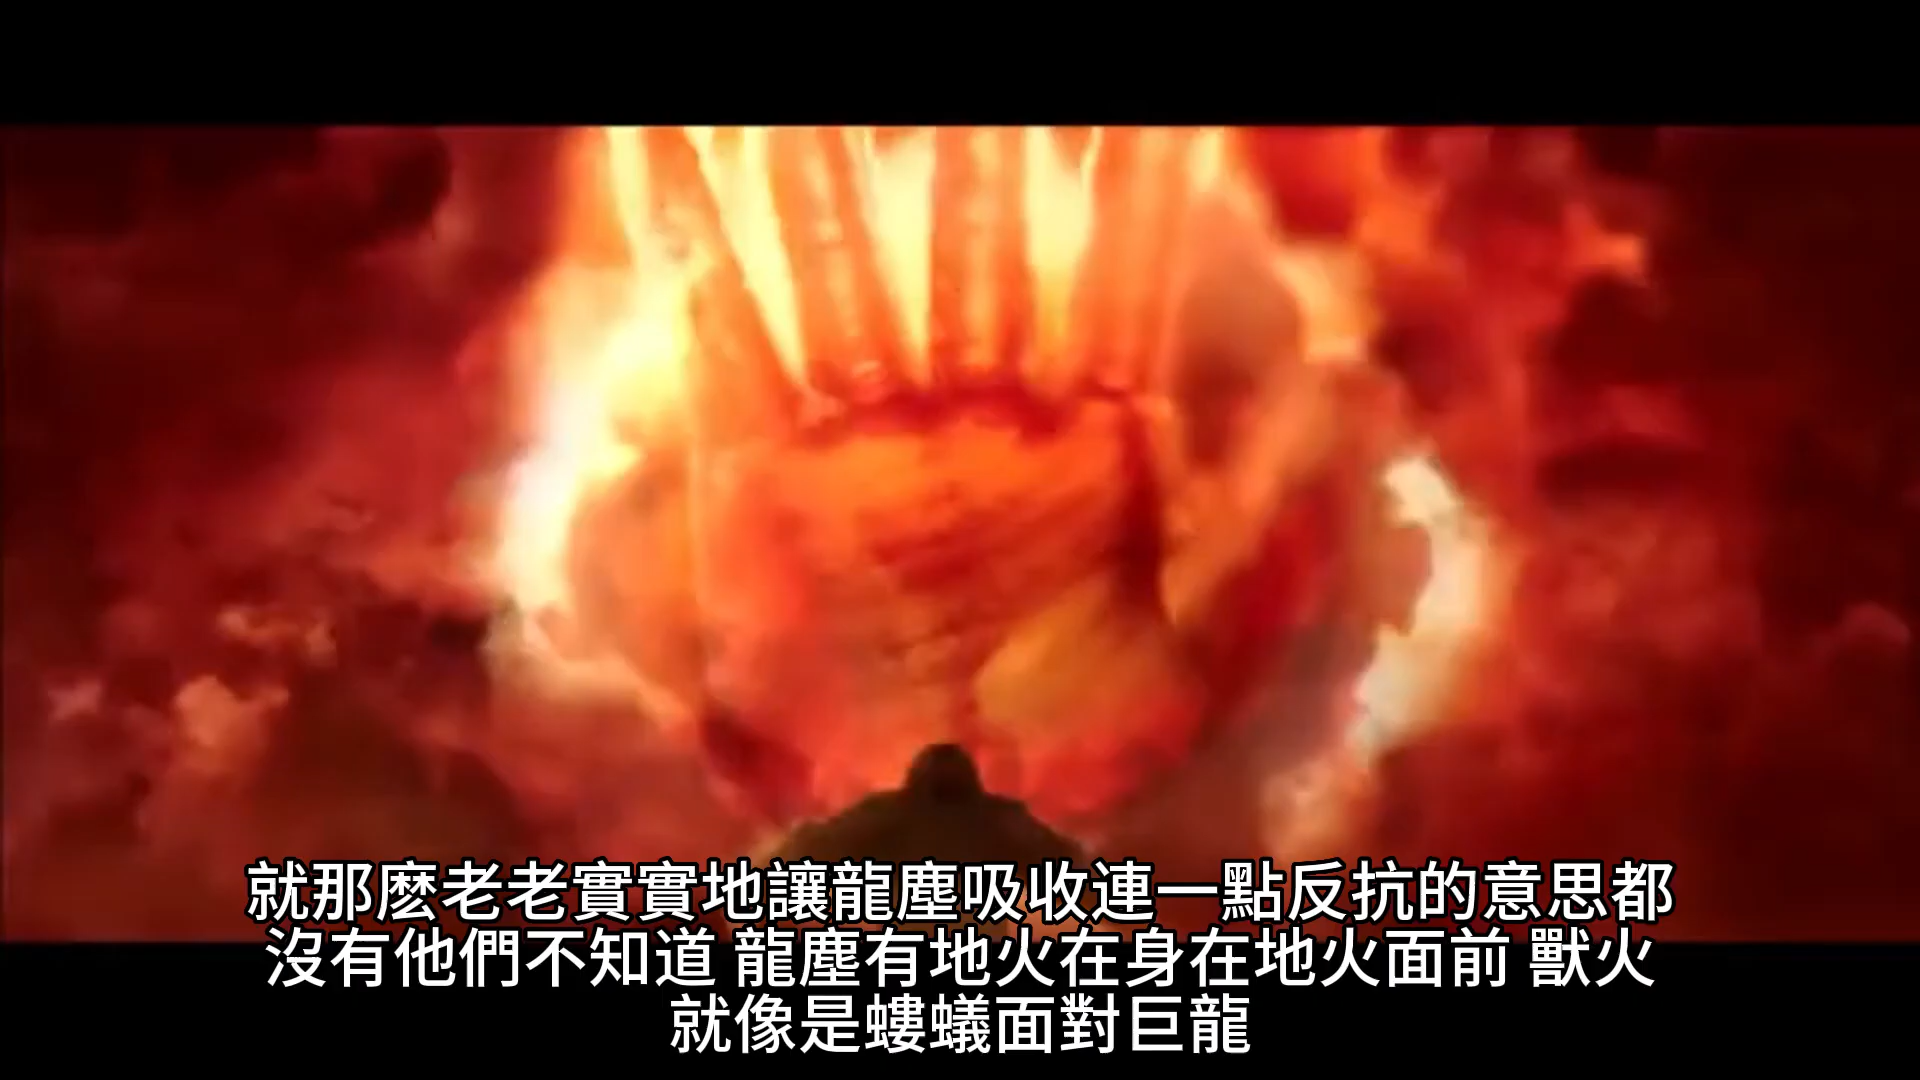 就那麽老老實實地讓龍塵吸收連一點反抗的意思都
沒有他們不知道 龍塵有地火在身在地火面前 獸火
就像是螻蟻面對巨龍